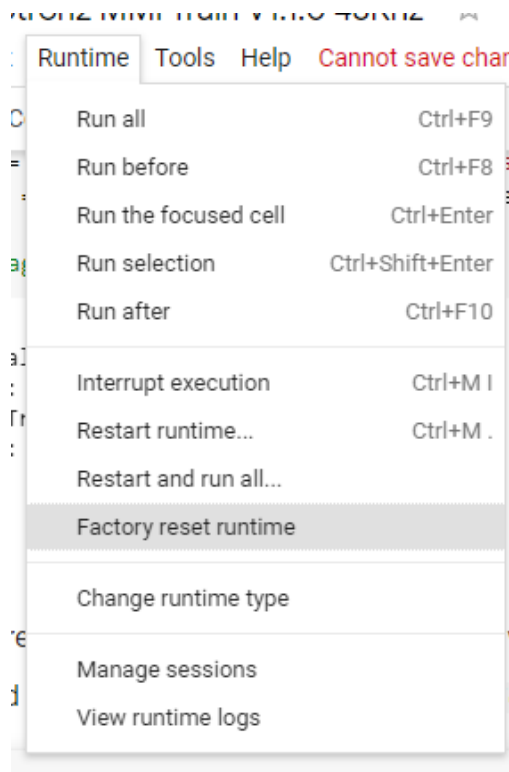 Runtime Tools Help Cannot save char
Run all Ctrl+F9
Run before Ctrl+F8
Run the focused cell Ctrl+Enter
Run selection Ctrl+Shift+Enter
Run after Ctrl+F10
Interrupt execution Ctrl+M I
Restart runtime... Ctrl+M .
Restart and run all...
Factory reset runtime
Change runtime type
Manage sessions
View runtime logs